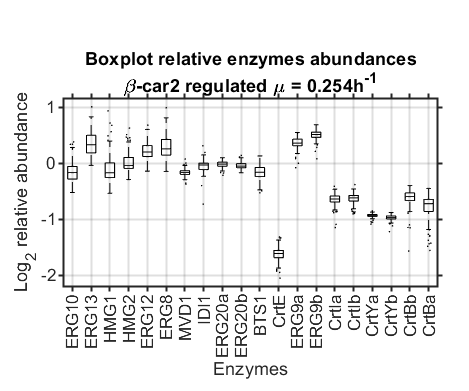 Boxplot relative enzymes abundances
β-car2 regulated μ = 0.254h⁻¹
Log₂ relative abundance
1
0
-1
-2
ERG10
ERG13
HMG1
HMG2
ERG12
ERG8
MVD1
IDI1
ERG20a
ERG20b
BTS1
CrtE
ERG9a
ERG9b
CrtIa
CrtIb
CrtYa
CrtYb
CrtBb
CrtBa
Enzymes